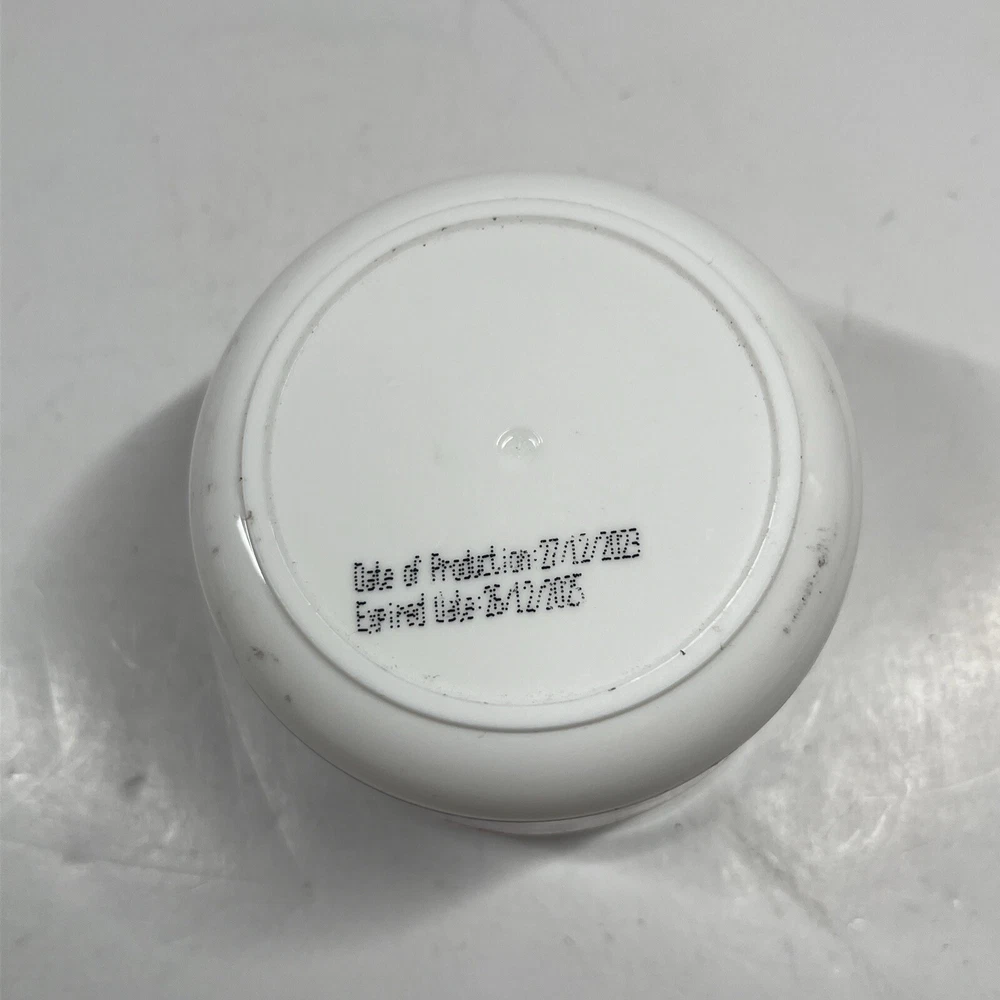 Date of Production:27/12/2023
Expired Date:26/12/2025